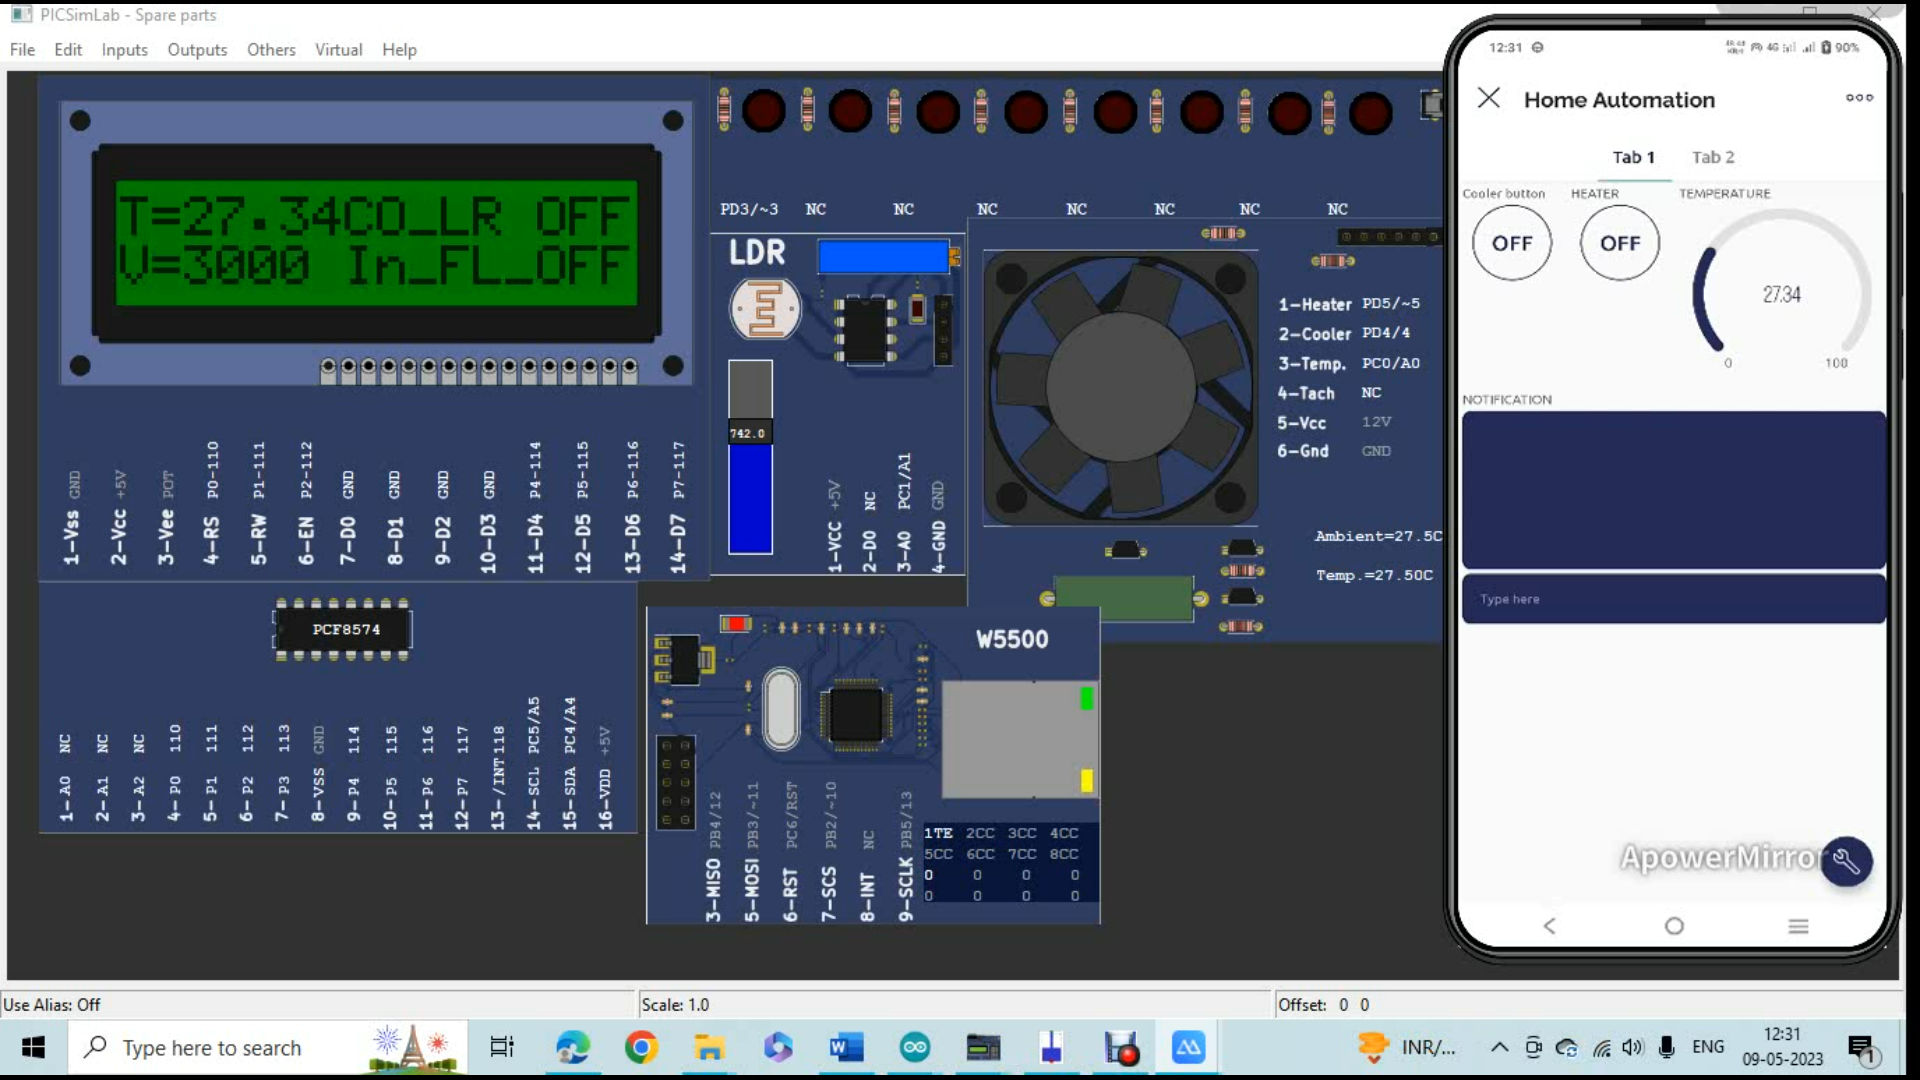 PICSimLab - Spare parts
File Edit Inputs Outputs Others Virtual Help
T=27.34CO_LR OFF
V=3000 In_FL_OFF
1-Vss GND
2-Vcc +5V
3-Vee POT
4-RS P0-110
5-RW P1-111
6-EN P2-112
7-D0 GND
8-D1 GND
9-D2 GND
10-D3 GND
11-D4 P4-114
12-D5 P5-115
13-D6 P6-116
14-D7 P7-117
PD3/~3 NC NC NC NC NC NC NC
LDR
742.0
1-VCC +5V
2-D0 NC
3-A0 PC1/A1
4-GND GND
1-Heater PD5/~5
2-Cooler PD4/4
3-Temp. PC0/A0
4-Tach NC
5-Vcc 12V
6-Gnd GND
Ambient=27.5C
Temp.=27.50C
PCF8574
1-A0 NC
2-A1 NC
3-A2 NC
4-P0 110
5-P1 111
6-P2 112
7-P3 113
8-VSS GND
9-P4 114
10-P5 115
11-P6 116
12-P7 117
13-/INT 118
14-SCL PC5/A5
15-SDA PC4/A4
16-VDD +5V
W5500
3-MISO PB4/12
5-MOSI PB3/~11
6-RST PC6/RST
7-SCS PB2/~10
8-INT NC
9-SCLK PB5/13
1TE 2CC 3CC 4CC
5CC 6CC 7CC 8CC
0 0 0 0
0 0 0 0
12:31 4G 90%
Home Automation
Tab 1 Tab 2
Cooler button HEATER TEMPERATURE
OFF OFF 27.34
0 100
NOTIFICATION
Type here
ApowerMirror
Use Alias: Off Scale: 1.0 Offset: 0 0
Type here to search INR/... ENG 12:31
09-05-2023 1